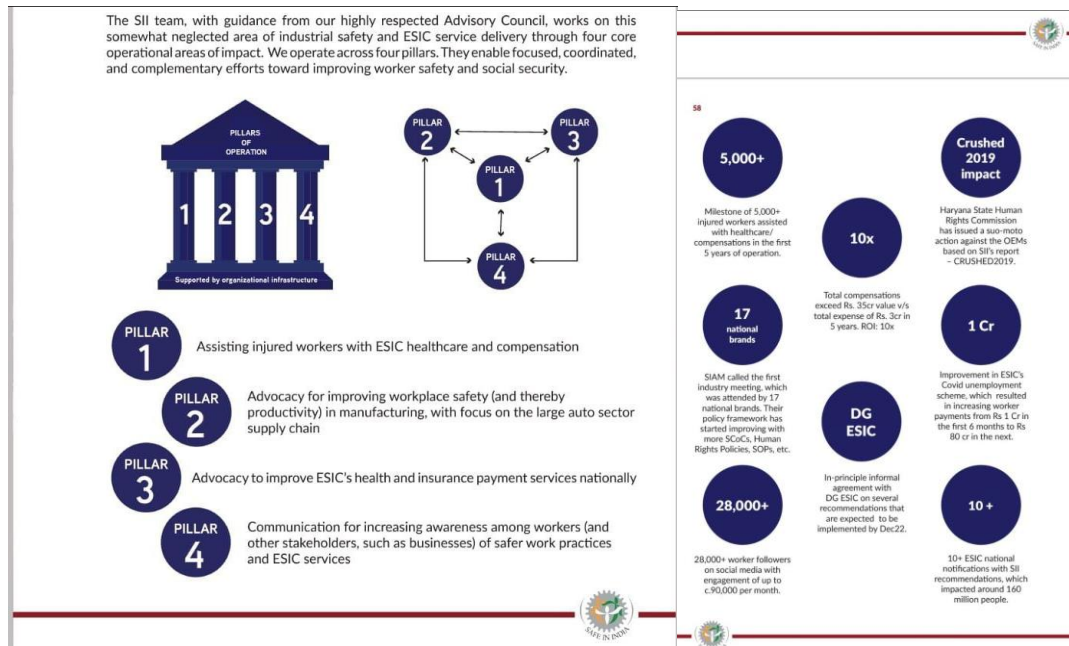 The SII team, with guidance from our highly respected Advisory Council, works on this
somewhat neglected area of industrial safety and ESIC service delivery through four core
operational areas of impact. We operate across four pillars. They enable focused, coordinated,
and complementary efforts toward improving worker safety and social security.
PILLARS
OF
OPERATION
1 2 3 4
Supported by organizational infrastructure
PILLAR
2
PILLAR
3
PILLAR
1
PILLAR
4
PILLAR
1
Assisting injured workers with ESIC healthcare and compensation
PILLAR
2
Advocacy for improving workplace safety (and thereby
productivity) in manufacturing, with focus on the large auto sector
supply chain
PILLAR
3
Advocacy to improve ESIC's health and insurance payment services nationally
PILLAR
4
Communication for increasing awareness among workers (and
other stakeholders, such as businesses) of safer work practices
and ESIC services
SAFE IN INDIA
SAFE IN INDIA
58
5,000+
Milestone of 5,000+
injured workers assisted
with healthcare/
compensations in the first
5 years of operation.
10x
Total compensations
exceed Rs. 35cr value v/s
total expense of Rs. 3cr in
5 years. ROI: 10x
Crushed
2019
impact
Haryana State Human
Rights Commission
has issued a suo-moto
action against the OEMs
based on SII's report
– CRUSHED2019.
17
national
brands
SIAM called the first
industry meeting, which
was attended by 17
national brands. Their
policy framework has
started improving with
more SCoCs, Human
Rights Policies, SOPs, etc.
DG
ESIC
In-principle informal
agreement with
DG ESIC on several
recommendations that
are expected to be
implemented by Dec22.
1 Cr
Improvement in ESIC's
Covid unemployment
scheme, which resulted
in increasing worker
payments from Rs 1 Cr in
the first 6 months to Rs
80 cr in the next.
28,000+
28,000+ worker followers
on social media with
engagement of up to
c.90,000 per month.
10 +
10+ ESIC national
notifications with SII
recommendations, which
impacted around 160
million people.